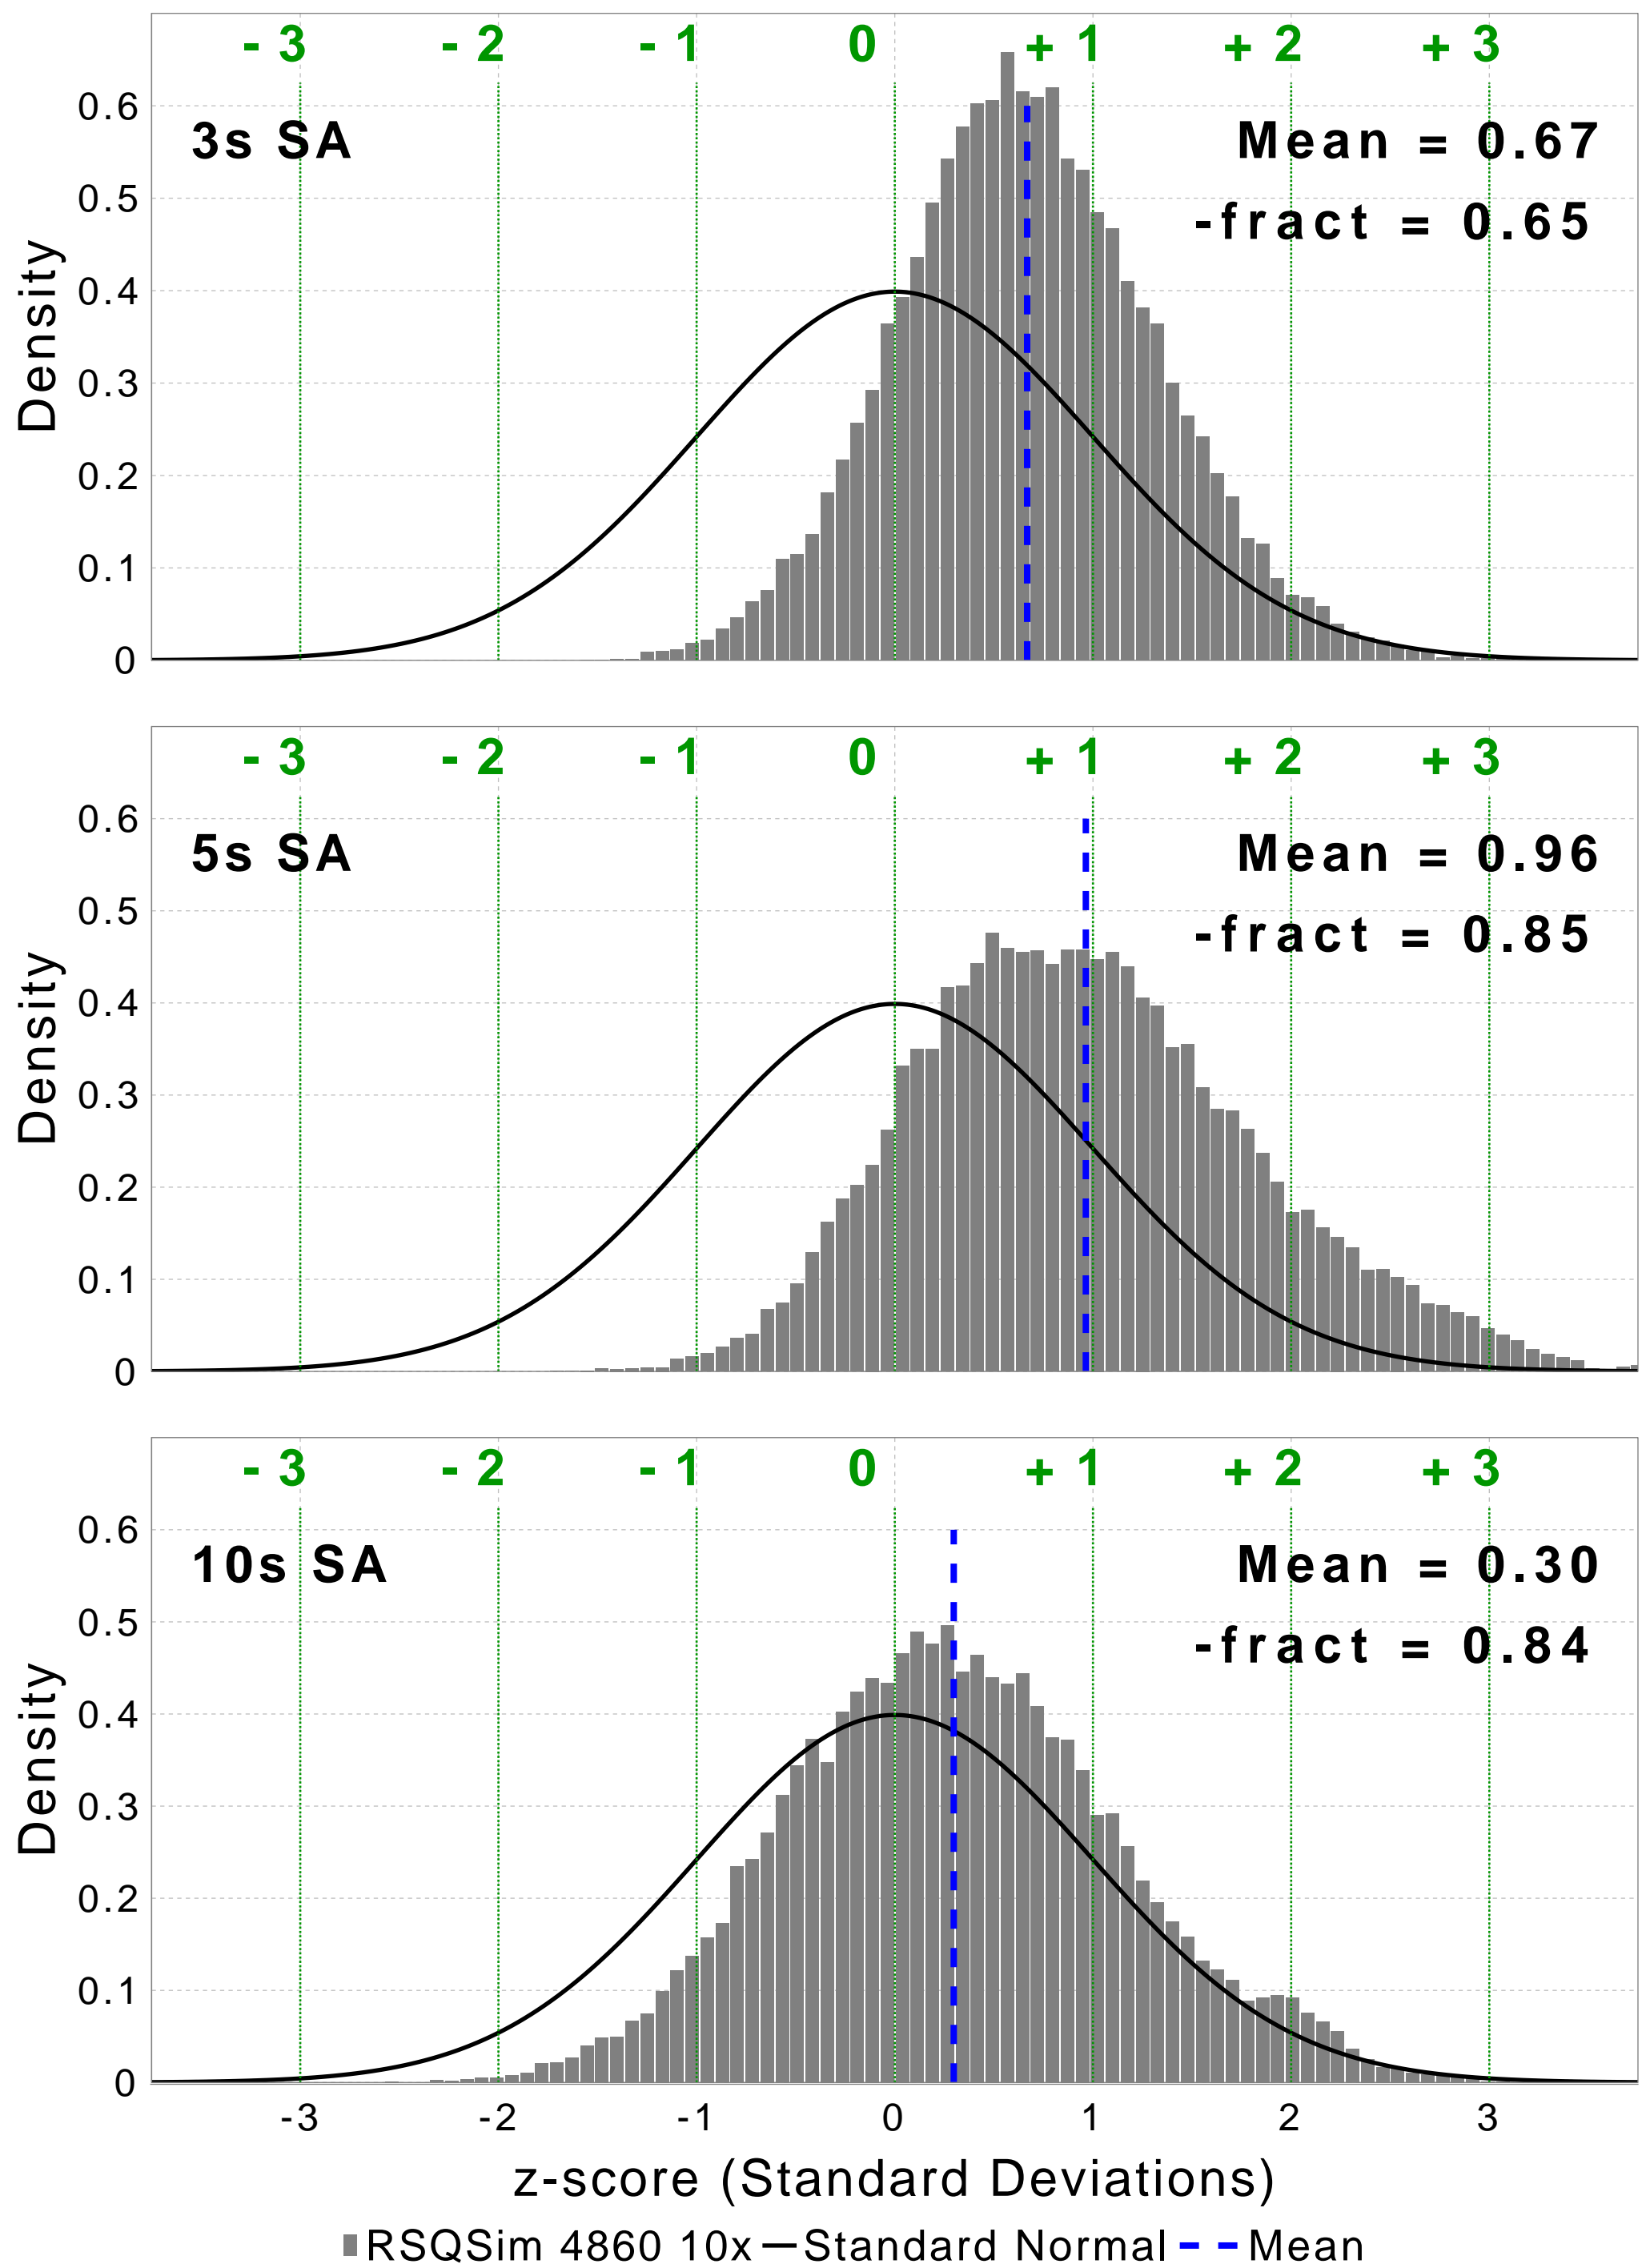 - 3 - 2 - 1 0 + 1 + 2 + 3
3s SA
Mean = 0.67
-fract = 0.65
0.6
0.5
0.4
0.3
0.2
0.1
0
Density
- 3 - 2 - 1 0 + 1 + 2 + 3
5s SA
Mean = 0.96
-fract = 0.85
0.6
0.5
0.4
0.3
0.2
0.1
0
Density
- 3 - 2 - 1 0 + 1 + 2 + 3
10s SA
Mean = 0.30
-fract = 0.84
0.6
0.5
0.4
0.3
0.2
0.1
0
Density
-3 -2 -1 0 1 2 3
z-score (Standard Deviations)
RSQSim 4860 10x Standard Normal Mean